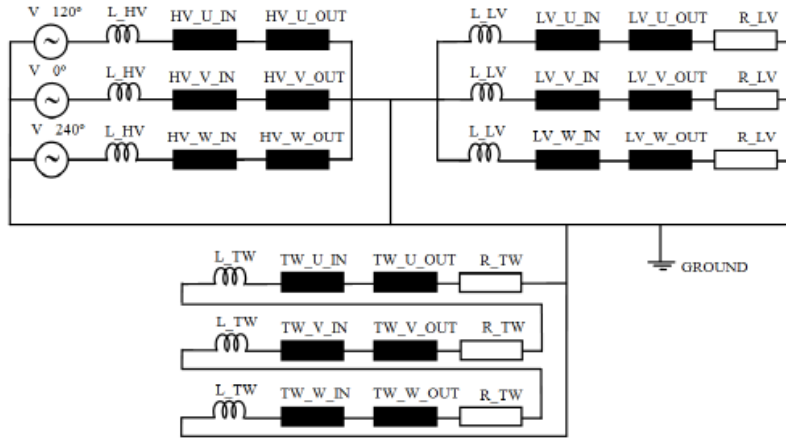 V 120° L_HV HV_U_IN HV_U_OUT
V 0° L_HV HV_V_IN HV_V_OUT
V 240° L_HV HV_W_IN HV_W_OUT
L_LV LV_U_IN LV_U_OUT R_LV
L_LV LV_V_IN LV_V_OUT R_LV
L_LV LV_W_IN LV_W_OUT R_LV
GROUND
L_TW TW_U_IN TW_U_OUT R_TW
L_TW TW_V_IN TW_V_OUT R_TW
L_TW TW_W_IN TW_W_OUT R_TW